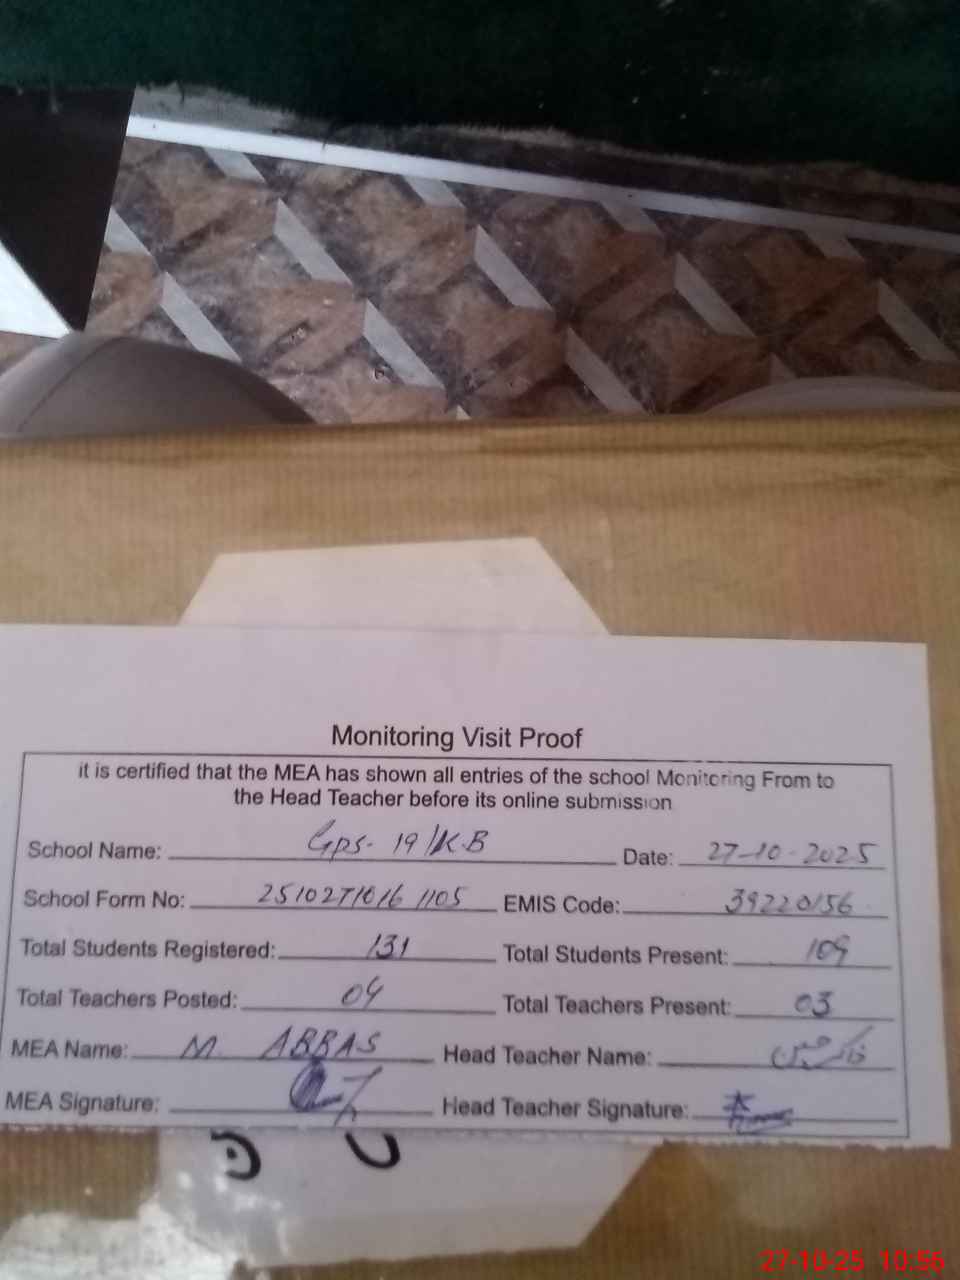 Monitoring Visit Proof
it is certified that the MEA has shown all entries of the school Monitoring From to
the Head Teacher before its online submission
School Name: GPS- 19/K.B Date: 27-10-2025
School Form No: 25102710161105 EMIS Code: 39220156
Total Students Registered: 131 Total Students Present: 109
Total Teachers Posted: 04 Total Teachers Present: 03
MEA Name: M. ABBAS Head Teacher Name:
MEA Signature: Head Teacher Signature:
27-10-25 10:56